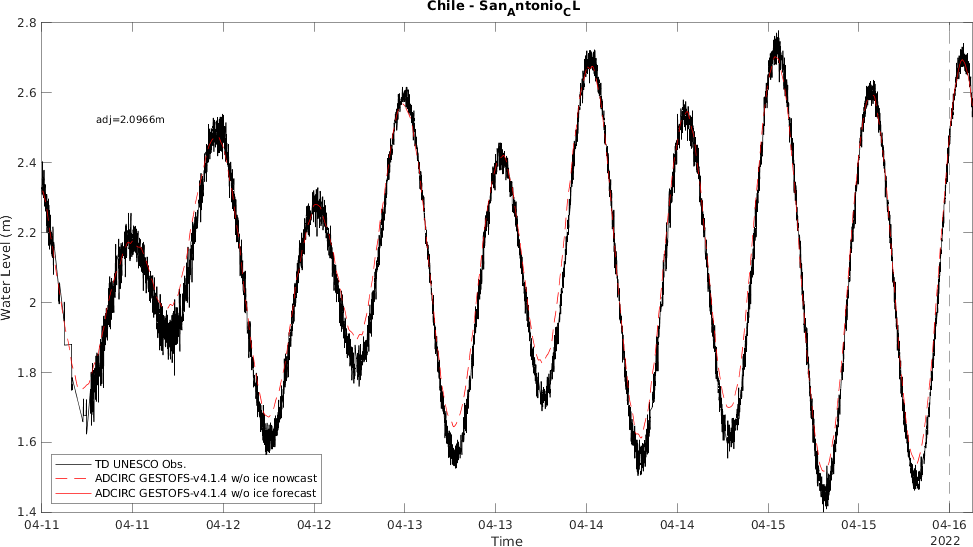 Chile - SanAntonioCL
2.8
2.6
2.4
2.2
2
1.8
1.6
1.4
Water Level (m)
adj=2.0966m
TD UNESCO Obs.
ADCIRC GESTOFS-v4.1.4 w/o ice nowcast
ADCIRC GESTOFS-v4.1.4 w/o ice forecast
04-11 04-11 04-12 04-12 04-13 04-13 04-14 04-14 04-15 04-15 04-16
Time 2022